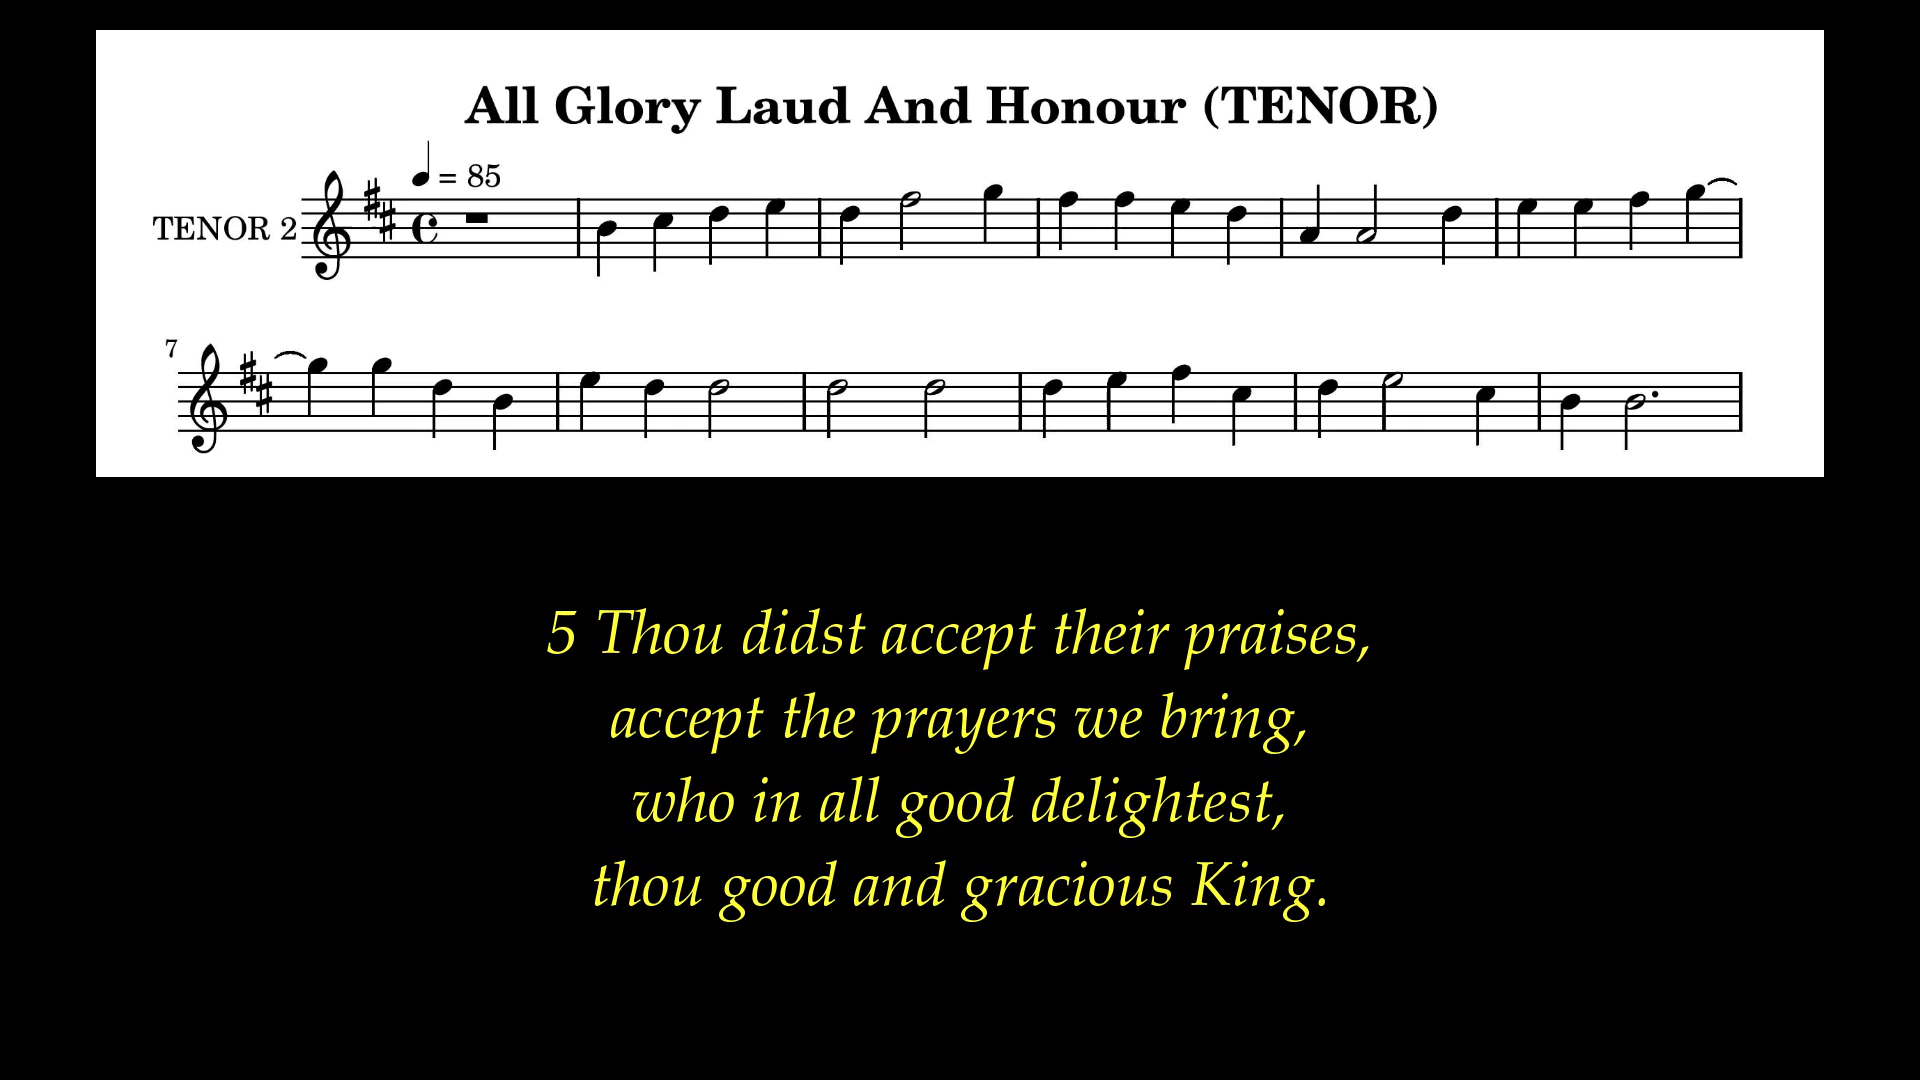 All Glory Laud And Honour (TENOR)
= 85
TENOR 2
7
5 Thou didst accept their praises,
accept the prayers we bring,
who in all good delightest,
thou good and gracious King.